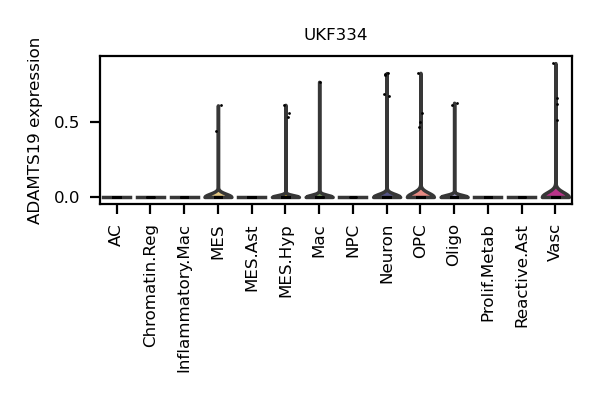 UKF334
ADAMTS19 expression
0.5
0.0
AC
Chromatin.Reg
Inflammatory.Mac
MES
MES.Ast
MES.Hyp
Mac
NPC
Neuron
OPC
Oligo
Prolif.Metab
Reactive.Ast
Vasc